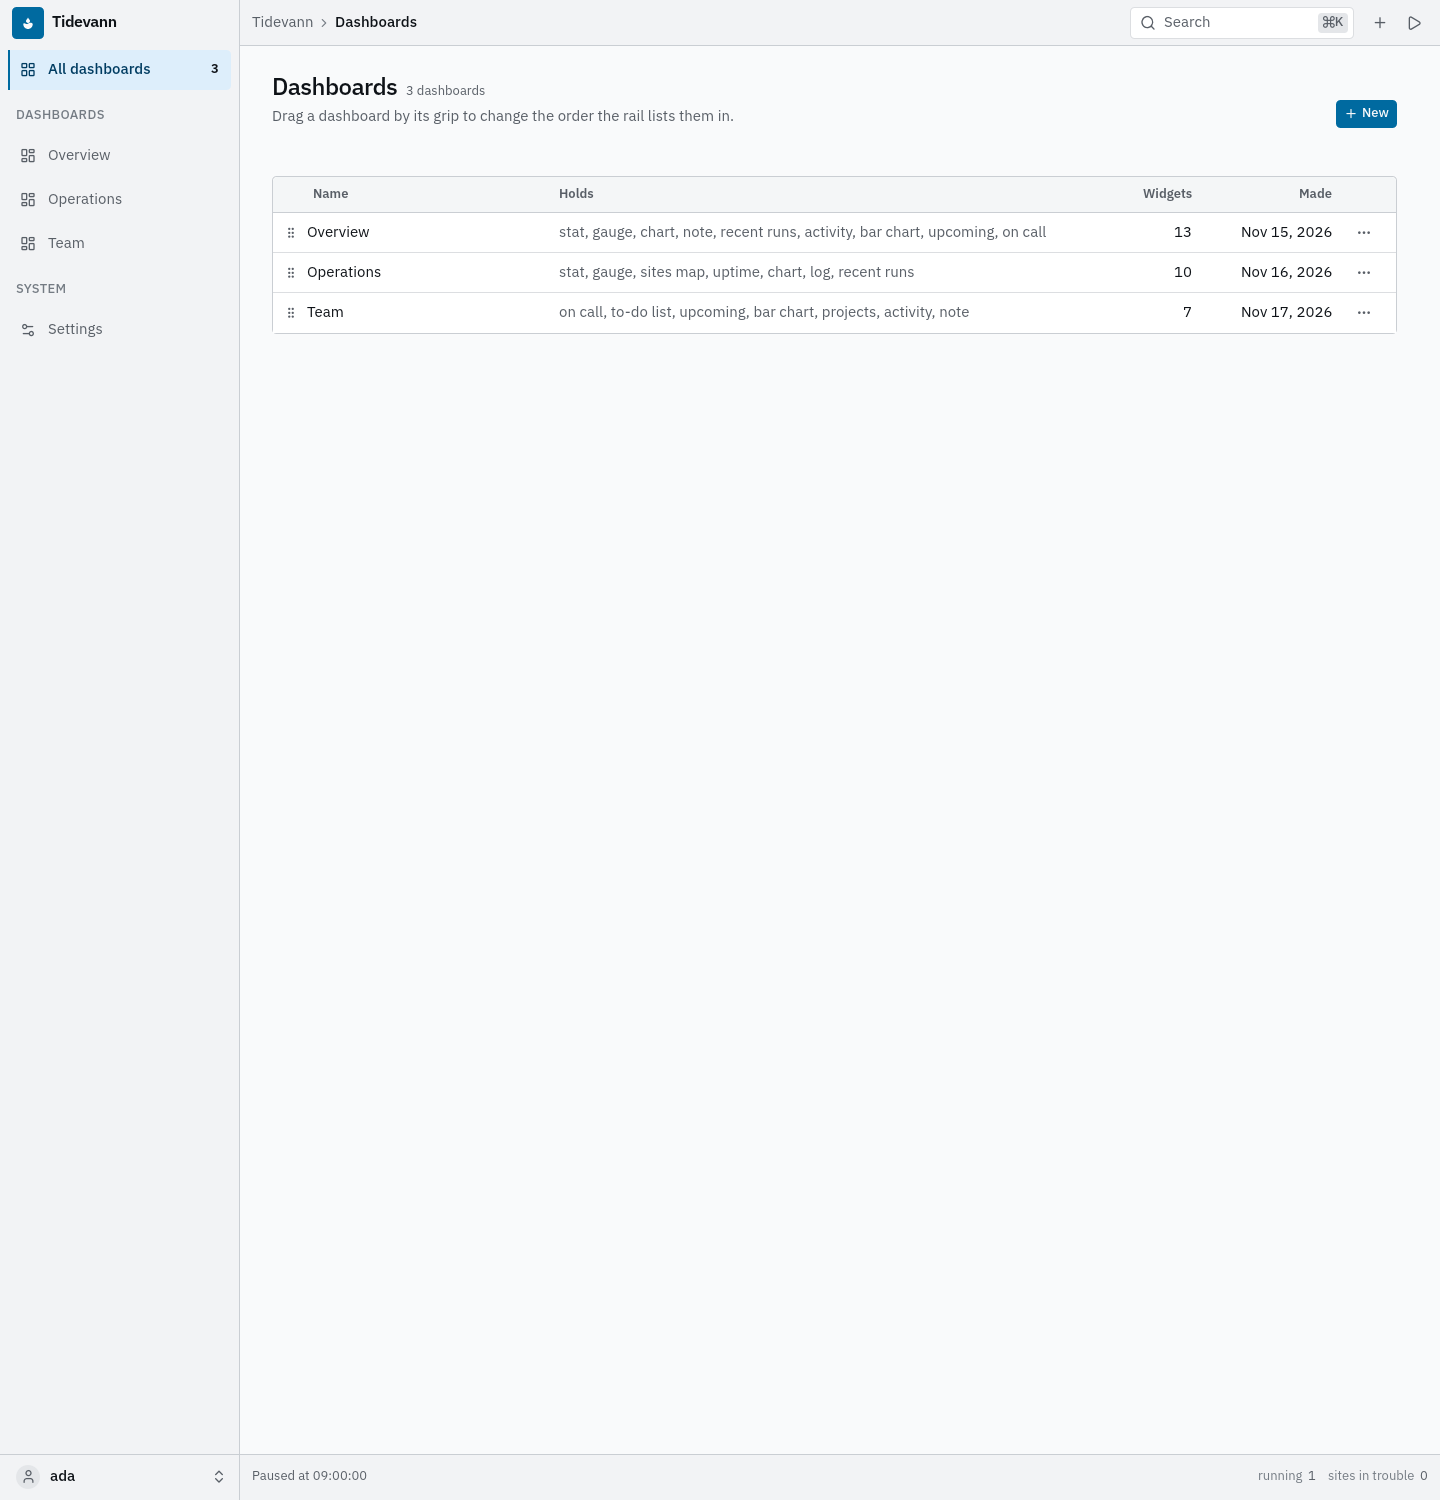 Tidevann
Tidevann > Dashboards
Search ⌘K
All dashboards 3
DASHBOARDS
Overview
Operations
Team
SYSTEM
Settings
Dashboards 3 dashboards
Drag a dashboard by its grip to change the order the rail lists them in.
New
Name Holds Widgets Made
Overview stat, gauge, chart, note, recent runs, activity, bar chart, upcoming, on call 13 Nov 15, 2026
Operations stat, gauge, sites map, uptime, chart, log, recent runs 10 Nov 16, 2026
Team on call, to-do list, upcoming, bar chart, projects, activity, note 7 Nov 17, 2026
ada
Paused at 09:00:00
running 1 sites in trouble 0